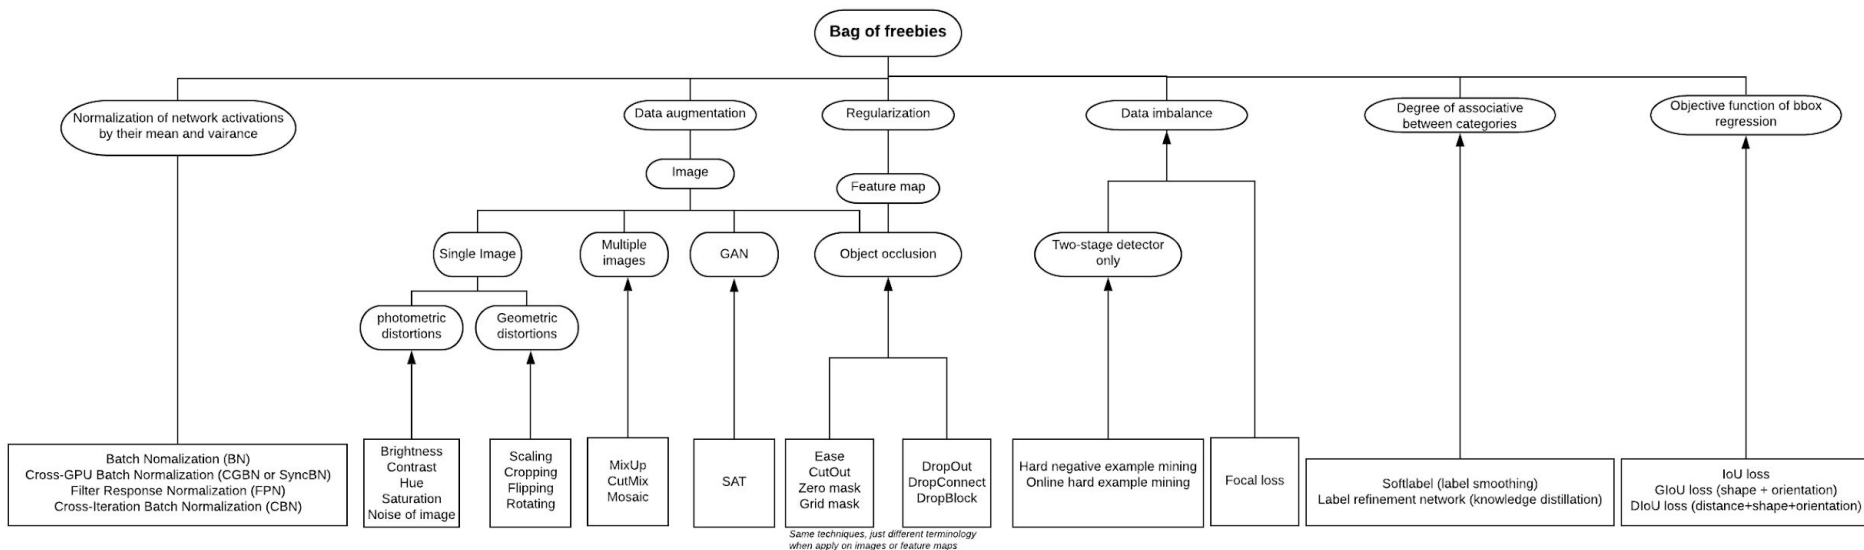 Bag of freebies
Normalization of network activations
by their mean and vairance
Data augmentation
Regularization
Data imbalance
Degree of associative
between categories
Objective function of bbox
regression
Image
Feature map
Single Image
Multiple
images
GAN
Object occlusion
Two-stage detector
only
photometric
distortions
Geometric
distortions
Batch Nomalization (BN)
Cross-GPU Batch Normalization (CGBN or SyncBN)
Filter Response Normalization (FPN)
Cross-Iteration Batch Normalization (CBN)
Brightness
Contrast
Hue
Saturation
Noise of image
Scaling
Cropping
Flipping
Rotating
MixUp
CutMix
Mosaic
SAT
Ease
CutOut
Zero mask
Grid mask
DropOut
DropConnect
DropBlock
Same techniques, just different terminology
when apply on images or feature maps
Hard negative example mining
Online hard example mining
Focal loss
Softlabel (label smoothing)
Label refinement network (knowledge distillation)
IoU loss
GIoU loss (shape + orientation)
DIoU loss (distance+shape+orientation)